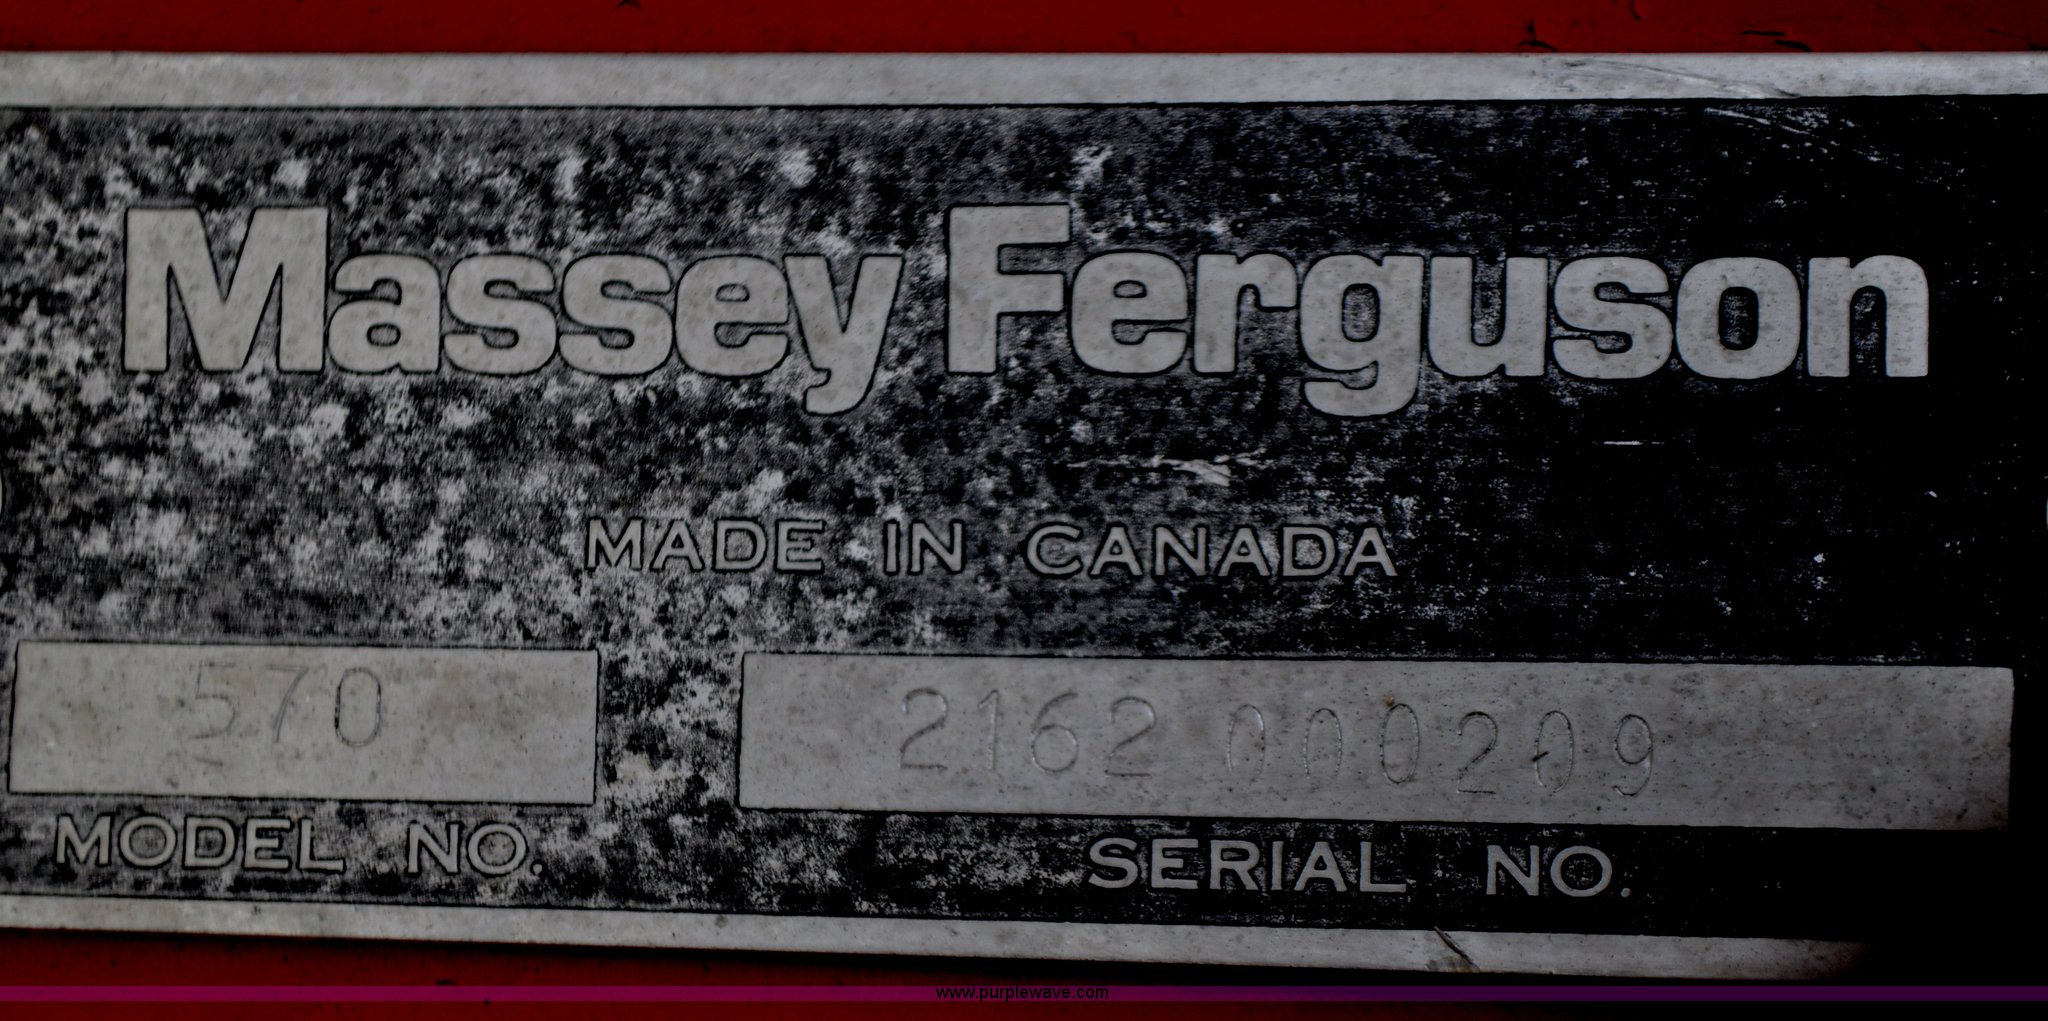 Massey Ferguson
MADE IN CANADA
570 2162 000209
MODEL NO. SERIAL NO.
www.purplewave.com